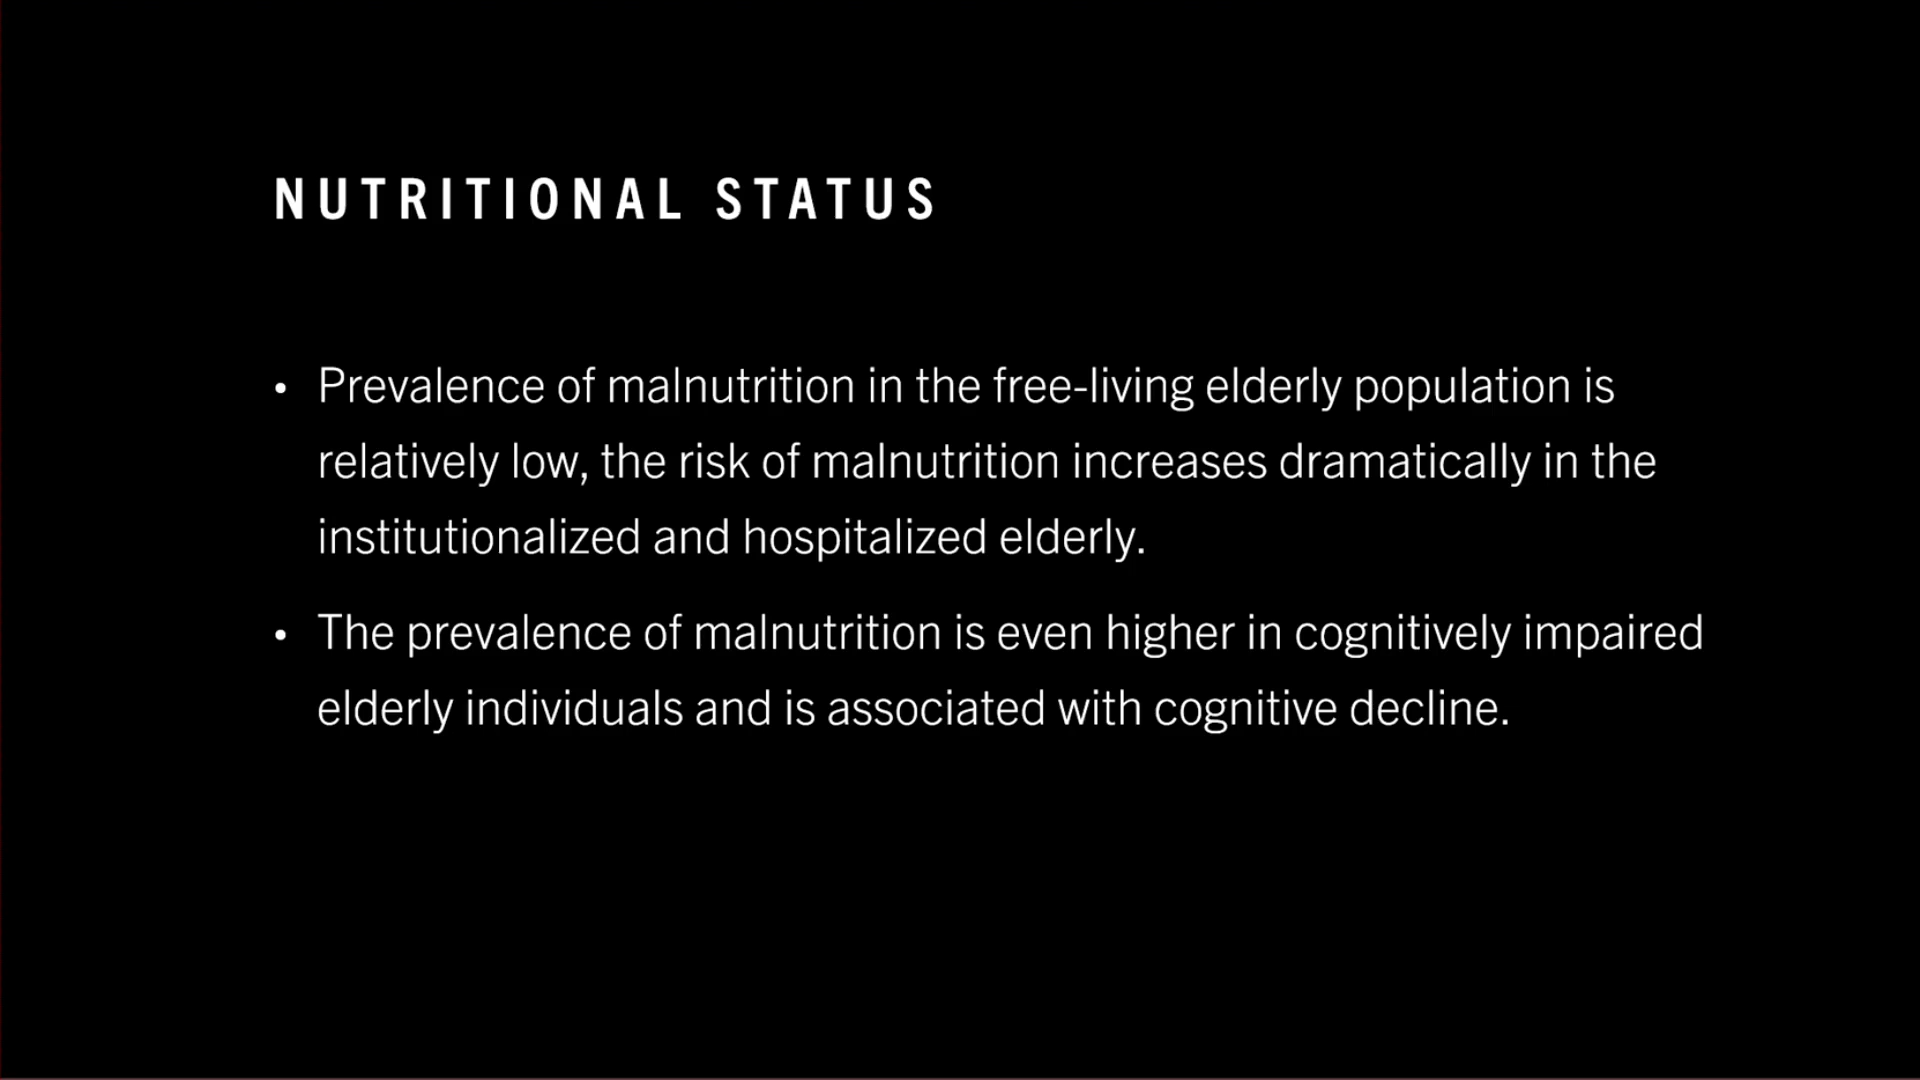 NUTRITIONAL STATUS
• Prevalence of malnutrition in the free-living elderly population is
relatively low, the risk of malnutrition increases dramatically in the
institutionalized and hospitalized elderly.
• The prevalence of malnutrition is even higher in cognitively impaired
elderly individuals and is associated with cognitive decline.